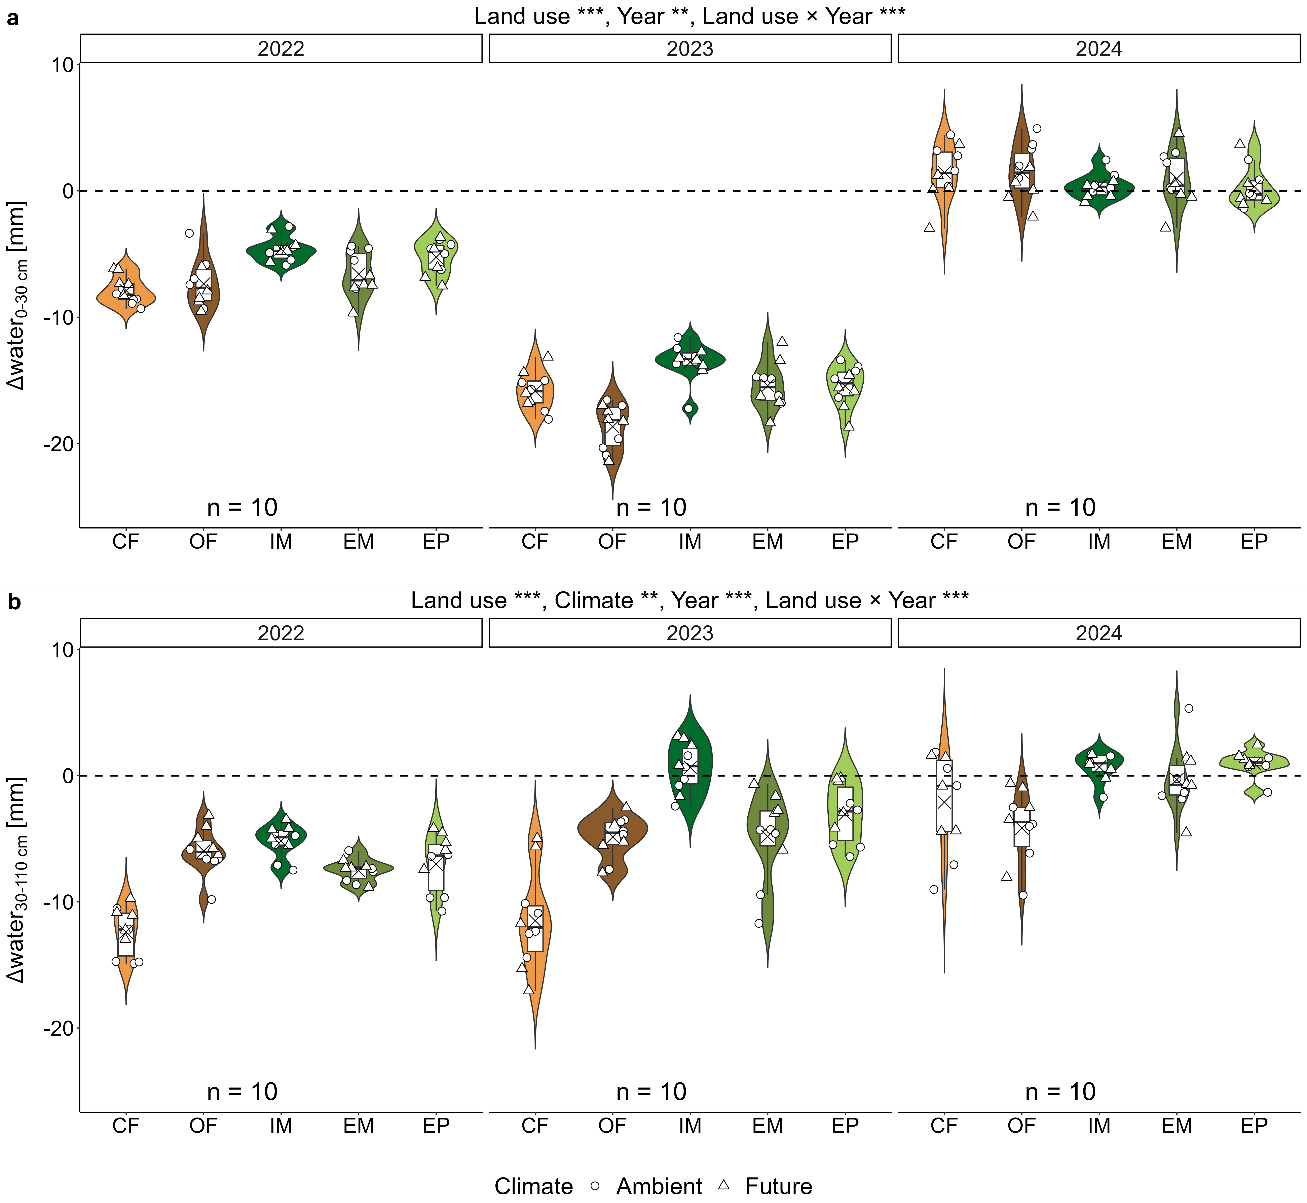 a
Land use ***, Year **, Land use × Year ***
2022 2023 2024
10
0
-10
-20
Δwater0-30 cm [mm]
n = 10 n = 10 n = 10
CF OF IM EM EP CF OF IM EM EP CF OF IM EM EP
b
Land use ***, Climate **, Year ***, Land use × Year ***
2022 2023 2024
10
0
-10
-20
Δwater30-110 cm [mm]
n = 10 n = 10 n = 10
CF OF IM EM EP CF OF IM EM EP CF OF IM EM EP
Climate Ambient Future